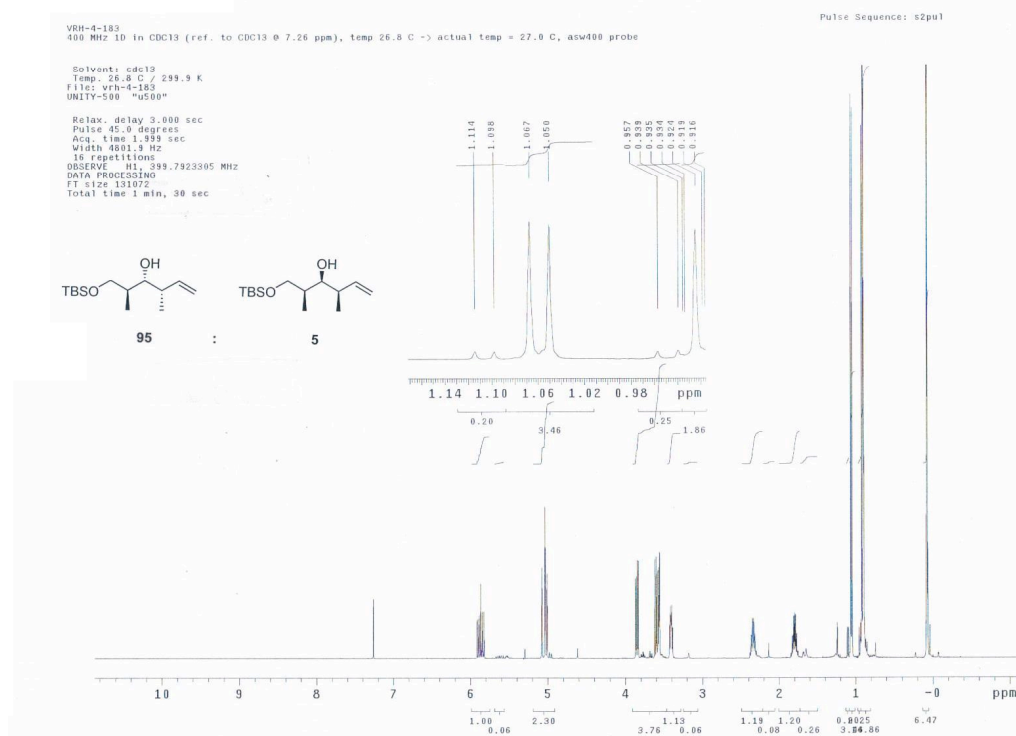 Pulse Sequence: s2pul
VRH-4-183
400 MHz 1D in CDCl3 (ref. to CDCl3 @ 7.26 ppm), temp 26.8 C -> actual temp = 27.0 C, asw400 probe
Solvent: cdcl3
Temp. 26.8 C / 299.9 K
File: vrh-4-183
UNITY-500 "u500"
Relax. delay 3.000 sec
Pulse 45.0 degrees
Acq. time 1.999 sec
Width 4801.9 Hz
16 repetitions
OBSERVE H1, 399.7923305 MHz
DATA PROCESSING
FT size 131072
Total time 1 min, 30 sec
1.114 1.098 1.067 1.050 0.957 0.939 0.935 0.934 0.924 0.919 0.916
OH OH
TBSO TBSO
95 : 5
1.14 1.10 1.06 1.02 0.98 ppm
0.20 3.46 0.25 1.86
10 9 8 7 6 5 4 3 2 1 -0 ppm
1.00 2.30 1.13 1.19 1.20 6.47
0.06 3.76 0.06 0.08 0.26